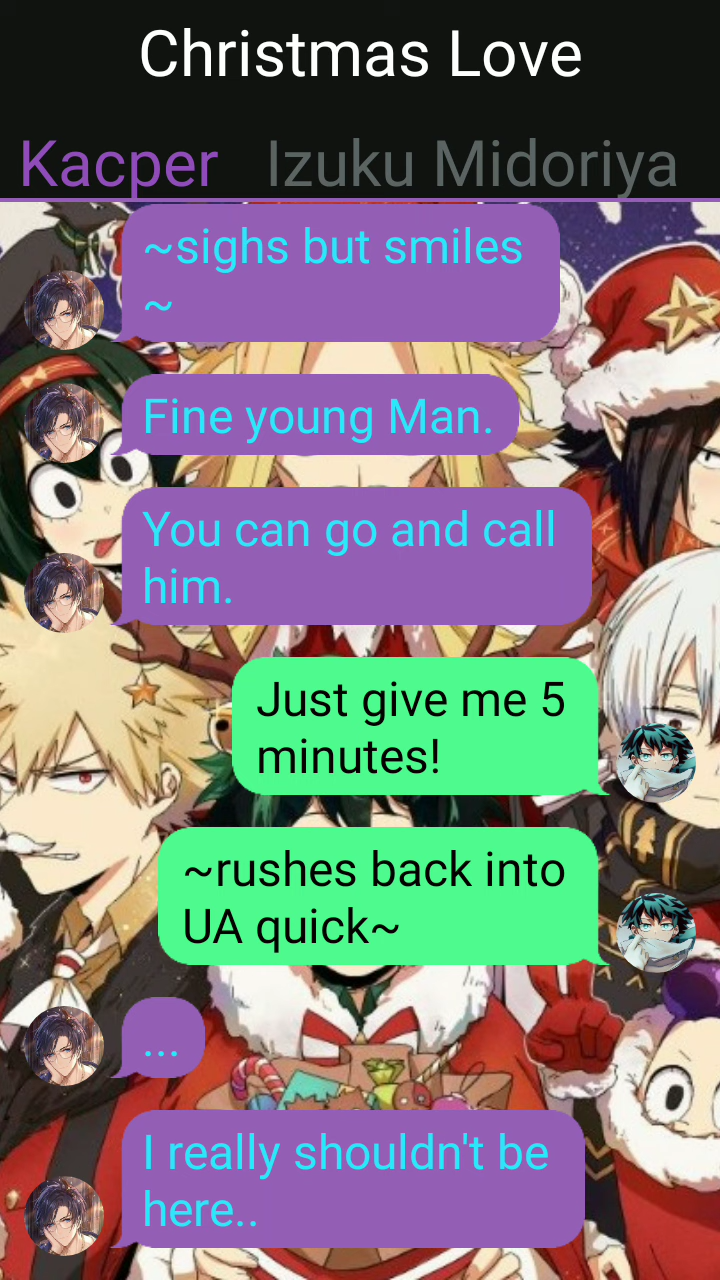 Christmas Love
Kacper Izuku Midoriya
~sighs but smiles
~
Fine young Man.
You can go and call
him.
Just give me 5
minutes!
~rushes back into
UA quick~
...
I really shouldn't be
here..